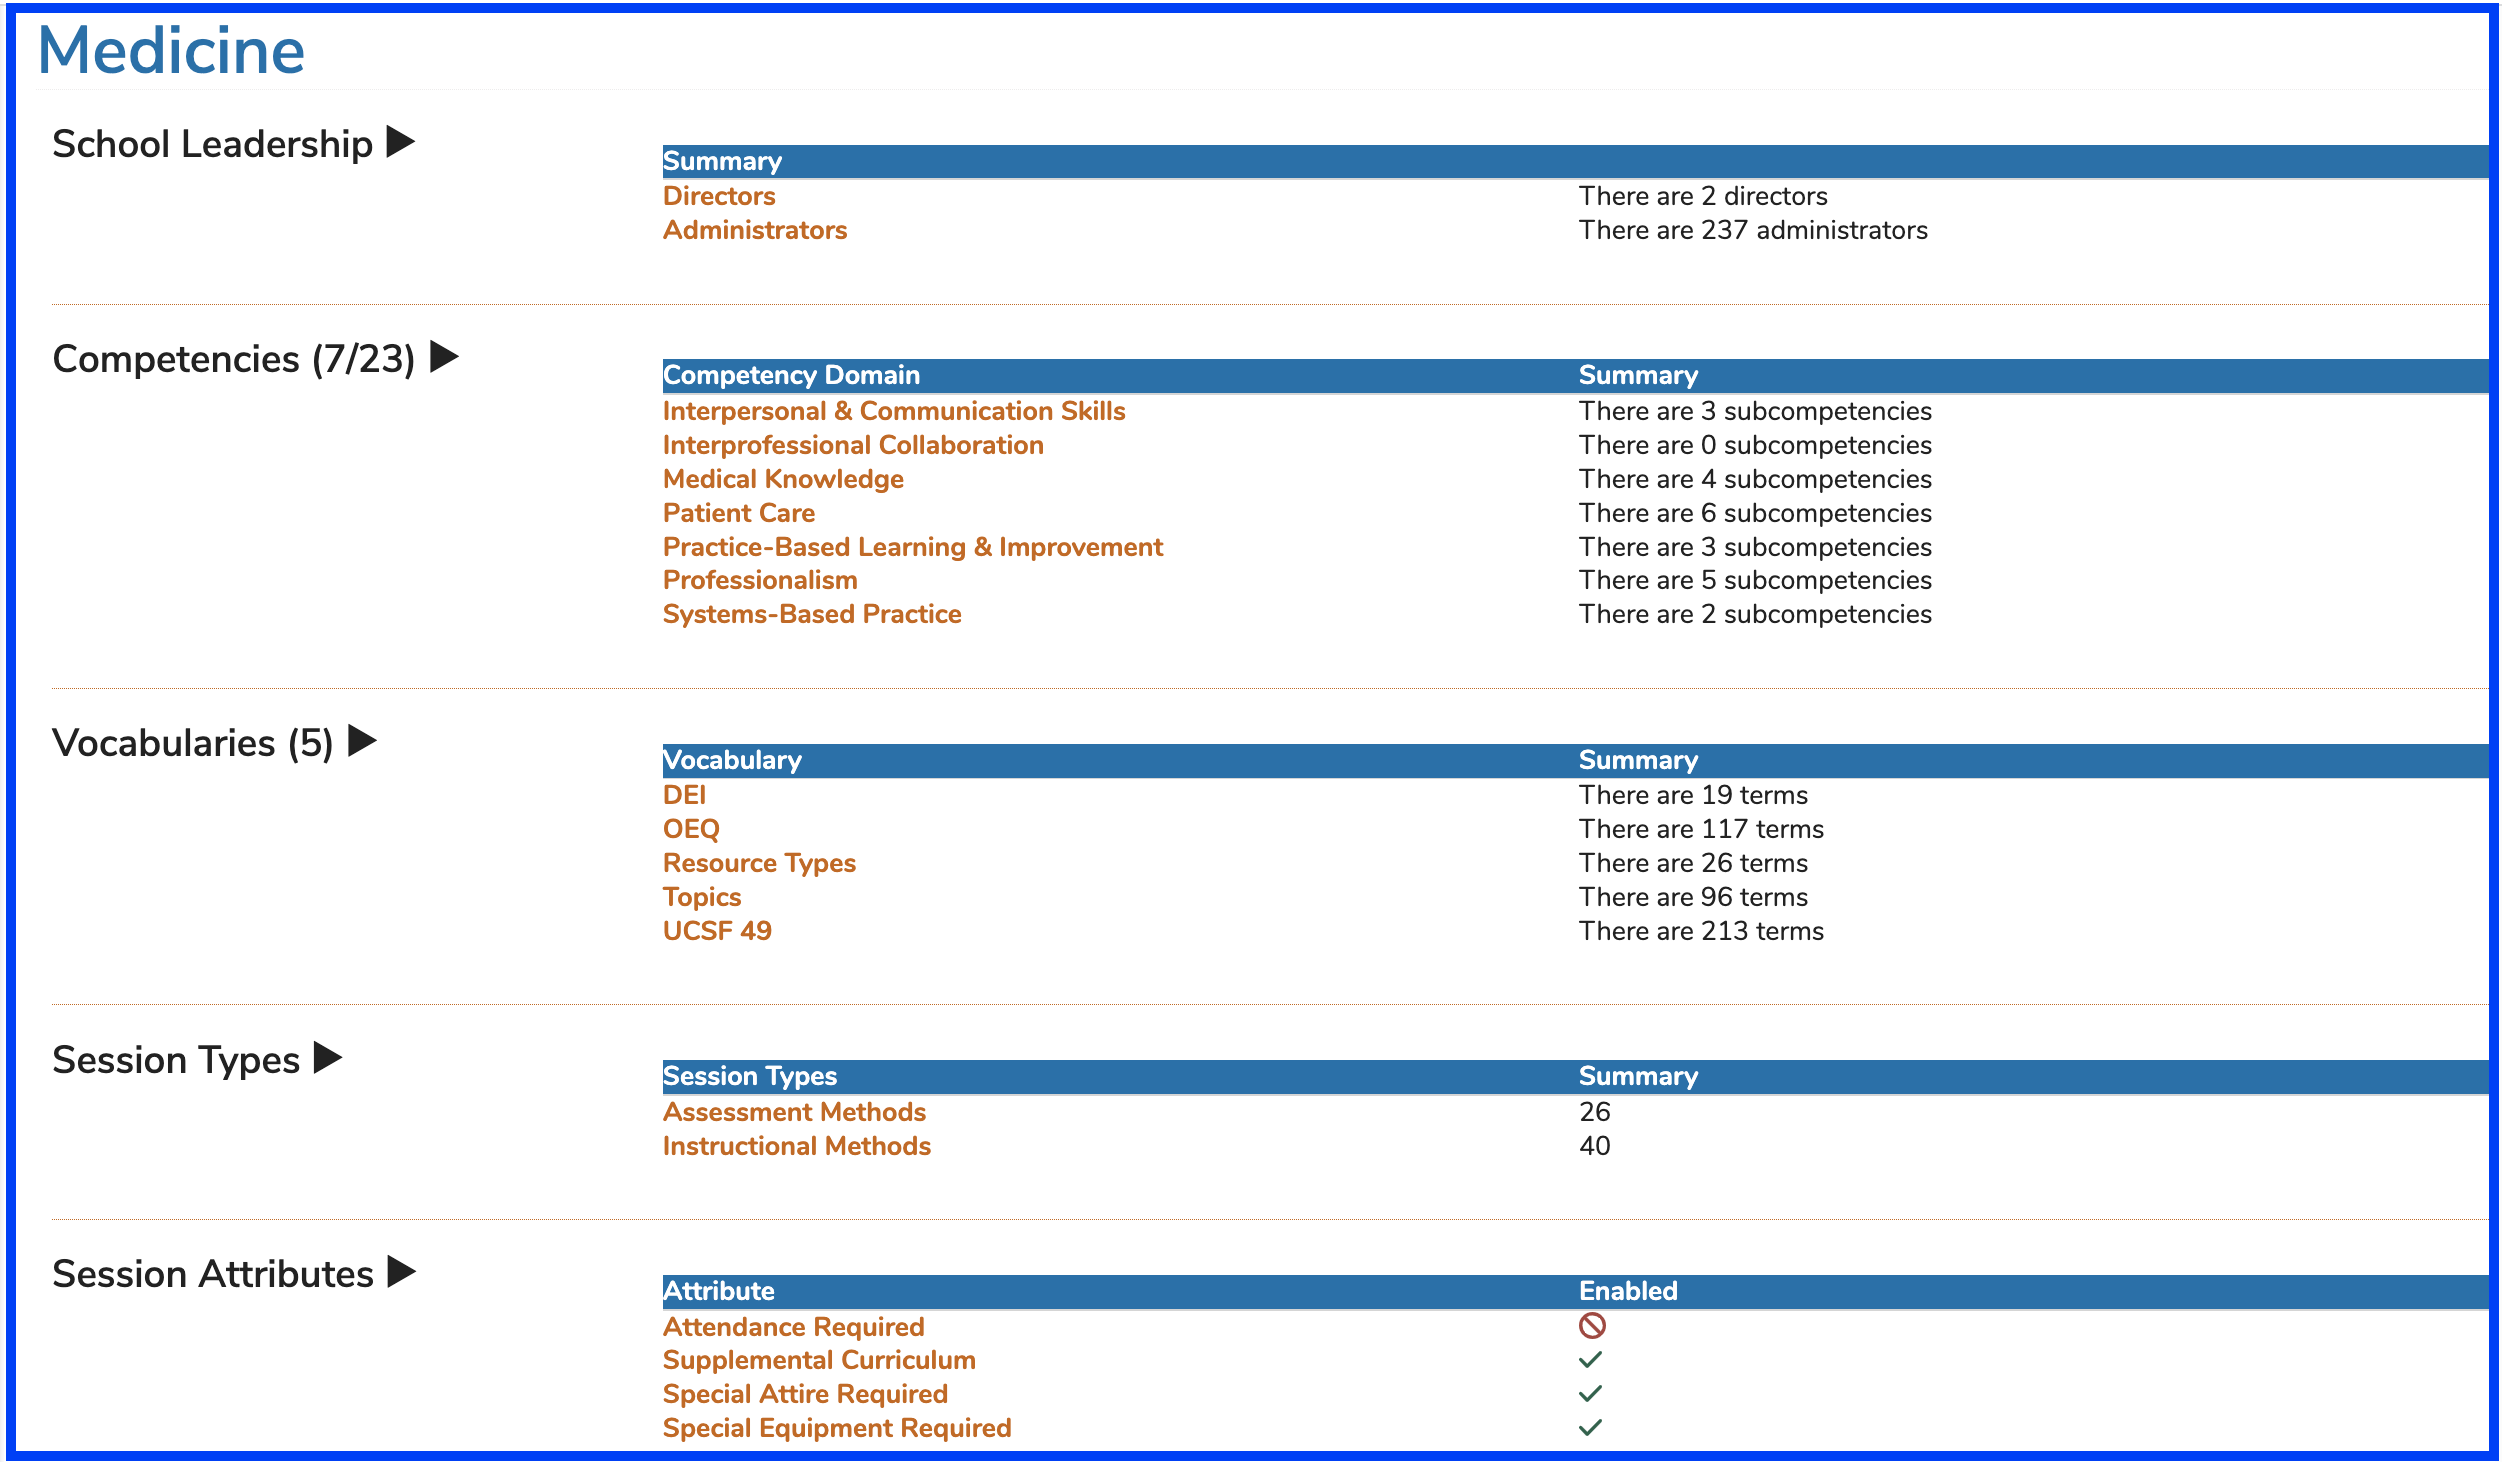 Medicine
School Leadership
Summary
Directors There are 2 directors
Administrators There are 237 administrators
Competencies (7/23)
Competency Domain Summary
Interpersonal & Communication Skills There are 3 subcompetencies
Interprofessional Collaboration There are 0 subcompetencies
Medical Knowledge There are 4 subcompetencies
Patient Care There are 6 subcompetencies
Practice-Based Learning & Improvement There are 3 subcompetencies
Professionalism There are 5 subcompetencies
Systems-Based Practice There are 2 subcompetencies
Vocabularies (5)
Vocabulary Summary
DEI There are 19 terms
OEQ There are 117 terms
Resource Types There are 26 terms
Topics There are 96 terms
UCSF 49 There are 213 terms
Session Types
Session Types Summary
Assessment Methods 26
Instructional Methods 40
Session Attributes
Attribute Enabled
Attendance Required
Supplemental Curriculum
Special Attire Required
Special Equipment Required